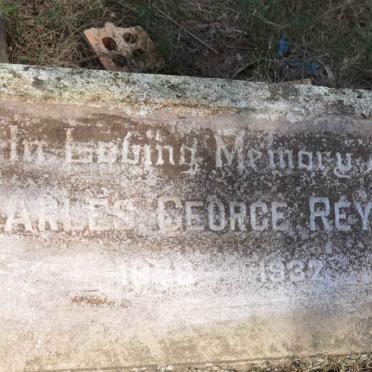 In Loving Memory
ARLES GEORGE REY
1932